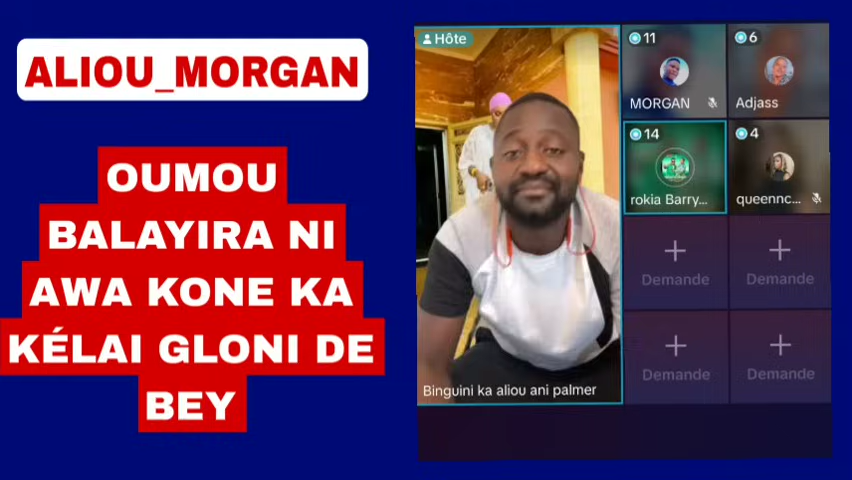 ALIOU_MORGAN
OUMOU
BALAYIRA NI
AWA KONE KA
KÉLAI GLONI DE
BEY
Hôte
Binguini ka aliou ani palmer
11
MORGAN
6
Adjass
14
rokia Barry...
4
queennc...
Demande
Demande
Demande
Demande